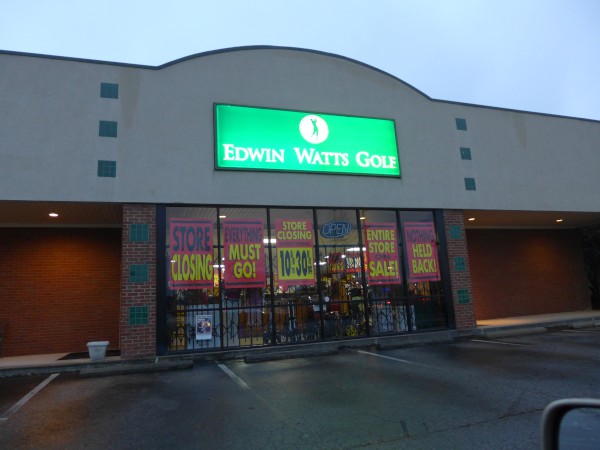 EDWIN WATTS GOLF
STORE
CLOSING
EVERYTHING
MUST
GO!
STORE
CLOSING
10 30
OPEN
ENTIRE
STORE
SALE!
NOTHING
HELD
BACK!